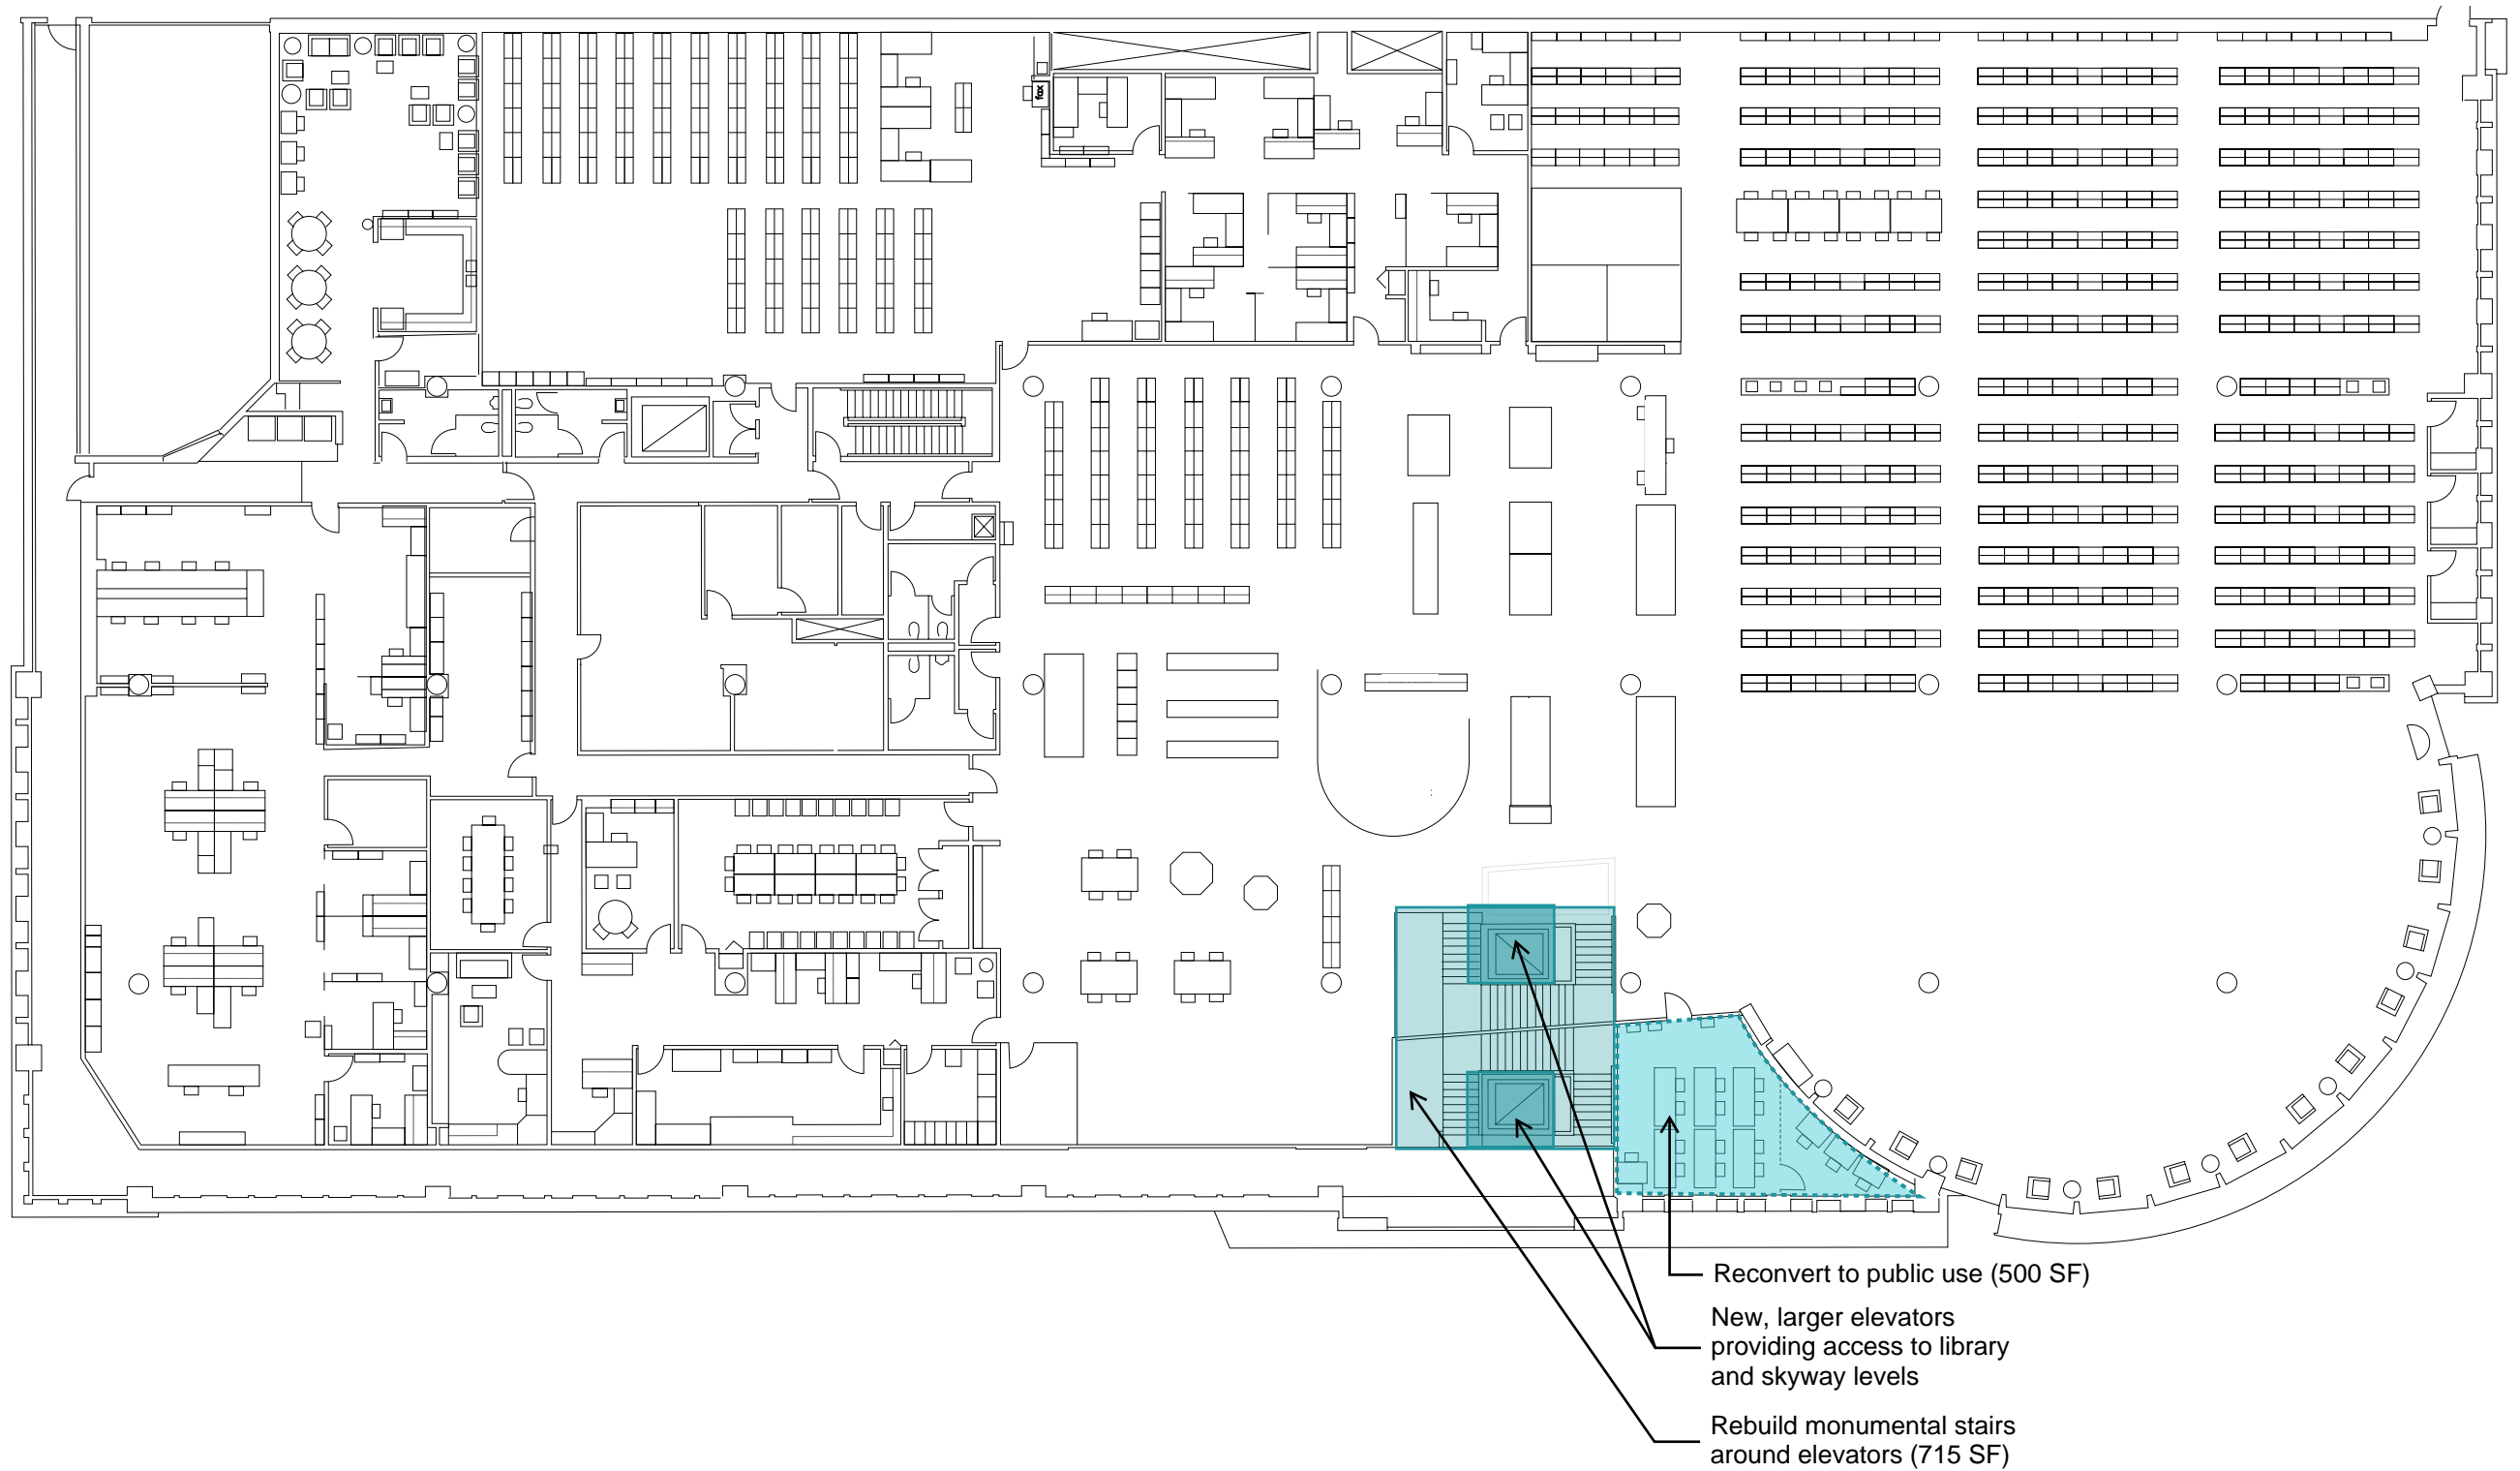 fax
Reconvert to public use (500 SF)
New, larger elevators
providing access to library
and skyway levels
Rebuild monumental stairs
around elevators (715 SF)